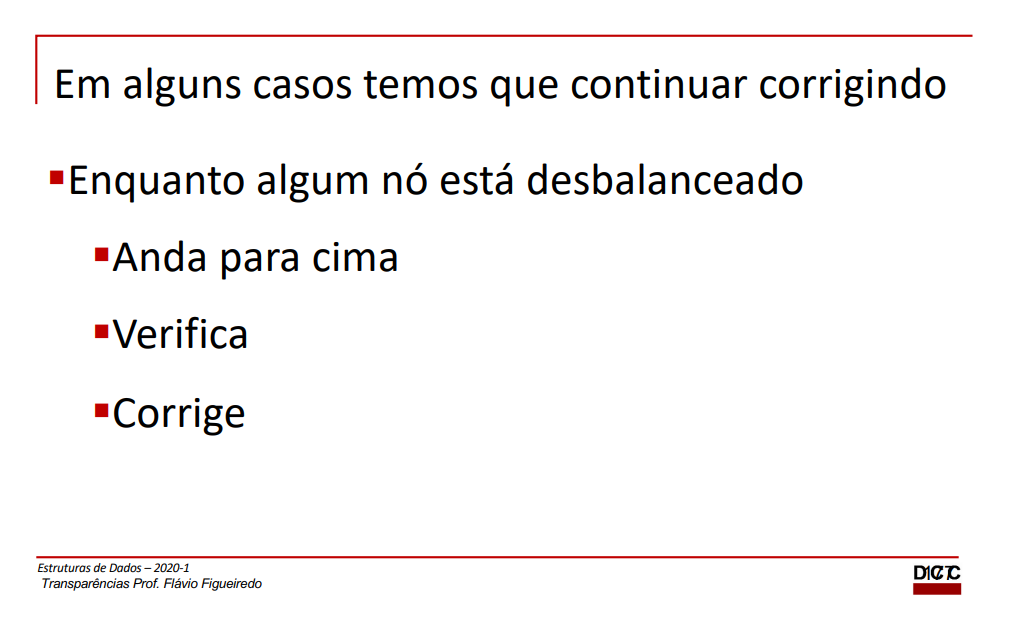 Em alguns casos temos que continuar corrigindo
Enquanto algum nó está desbalanceado
Anda para cima
Verifica
Corrige
Estruturas de Dados – 2020-1
Transparências Prof. Flávio Figueiredo